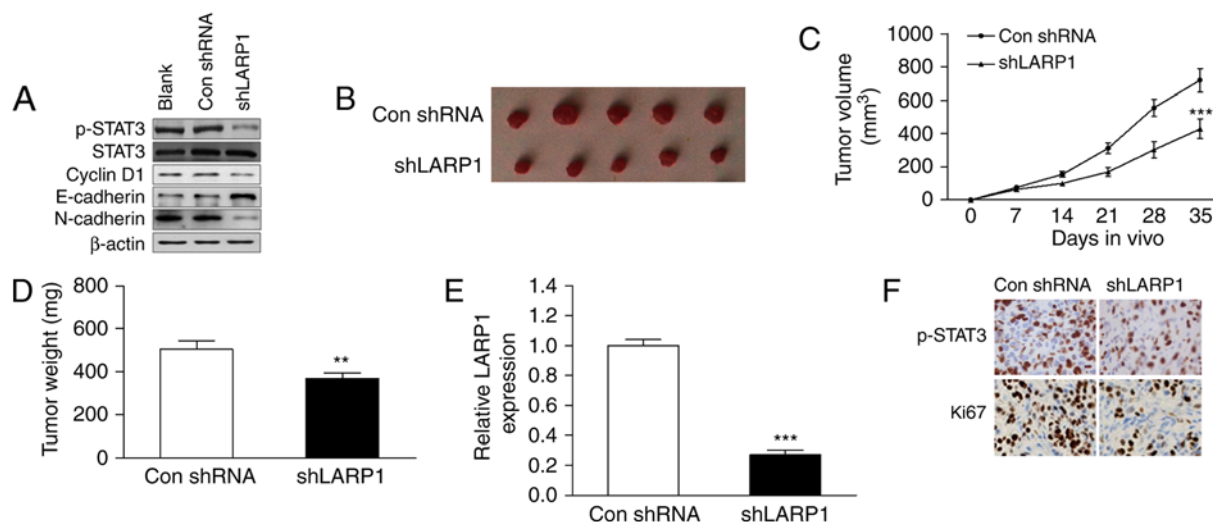 A
Blank
Con shRNA
shLARP1
p-STAT3
STAT3
Cyclin D1
E-cadherin
N-cadherin
β-actin
B
Con shRNA
shLARP1
C
Tumor volume
(mm³)
1000
800
600
400
200
0
Con shRNA
shLARP1
***
0 7 14 21 28 35
Days in vivo
D
Tumor weight (mg)
800
600
400
200
0
**
Con shRNA shLARP1
E
Relative LARP1
expression
1.4
1.2
1.0
0.8
0.6
0.4
0.2
0.0
***
Con shRNA shLARP1
F
Con shRNA shLARP1
p-STAT3
Ki67